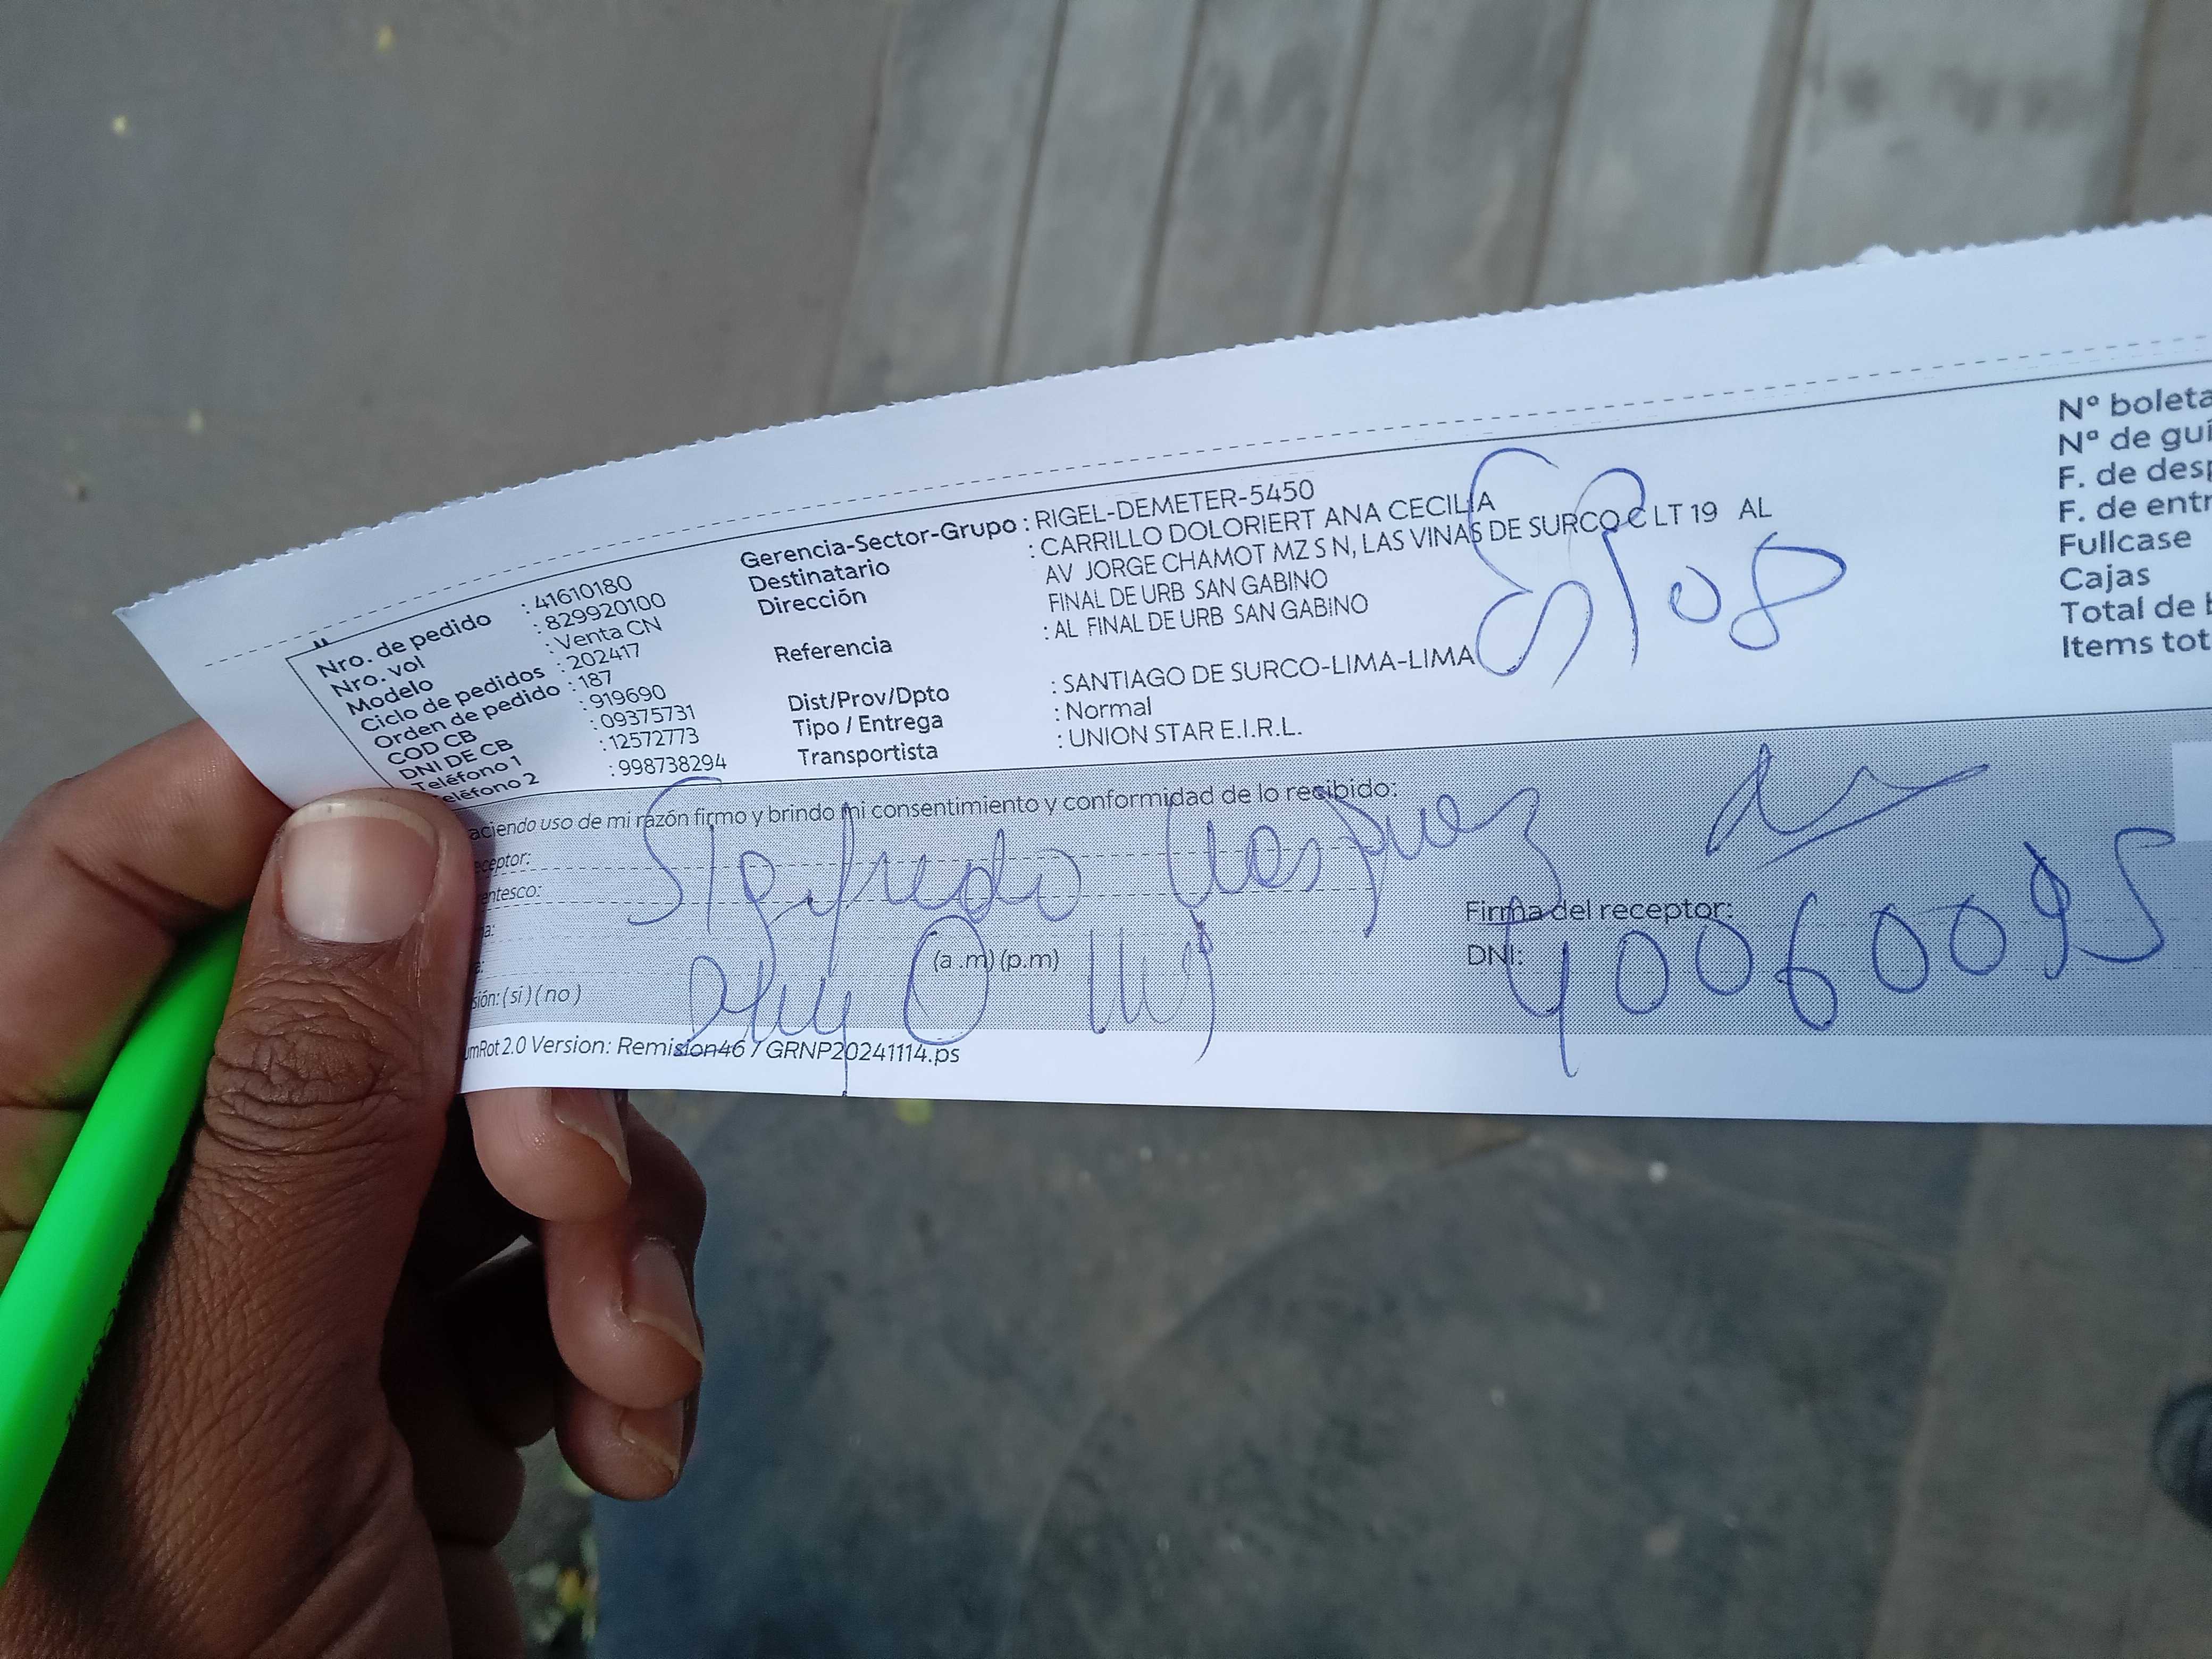 Nro. de pedido : 41610180
Nro. vol : 829920100
Modelo : Venta CN
Ciclo de pedidos : 202417
Orden de pedido : 187
COD CB : 919690
DNI DE CB : 09375731
Teléfono 1 : 12572773
eléfono 2 : 998738294
Gerencia-Sector-Grupo : RIGEL-DEMETER-5450
Destinatario : CARRILLO DOLORIERT ANA CECILIA
Dirección AV JORGE CHAMOT MZ S N, LAS VINAS DE SURCO C LT 19 AL
FINAL DE URB SAN GABINO
Referencia : AL FINAL DE URB SAN GABINO
Dist/Prov/Dpto : SANTIAGO DE SURCO-LIMA-LIMA
Tipo / Entrega : Normal
Transportista : UNION STAR E.I.R.L.
Nº boleta
Nº de guí
F. de desp
F. de entr
Fullcase
Cajas
Total de b
Items tot
aciendo uso de mi razón firmo y brindo mi consentimiento y conformidad de lo recibido:
eceptor:
entesco:
a:
(a .m) (p.m)
sión: ( si ) ( no )
Firma del receptor:
DNI: 40060095
umRot 2.0 Version: Remision46 / GRNP20241114.ps